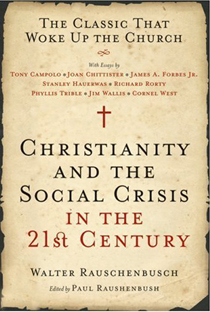 THE CLASSIC THAT
WOKE UP THE CHURCH
With Essays by
TONY CAMPOLO • JOAN CHITTISTER • JAMES A. FORBES JR.
STANLEY HAUERWAS • RICHARD RORTY
PHYLLIS TRIBLE • JIM WALLIS • CORNEL WEST
CHRISTIANITY
AND THE
SOCIAL CRISIS
IN THE
21st CENTURY
WALTER RAUSCHENBUSCH
Edited by PAUL RAUSHENBUSH